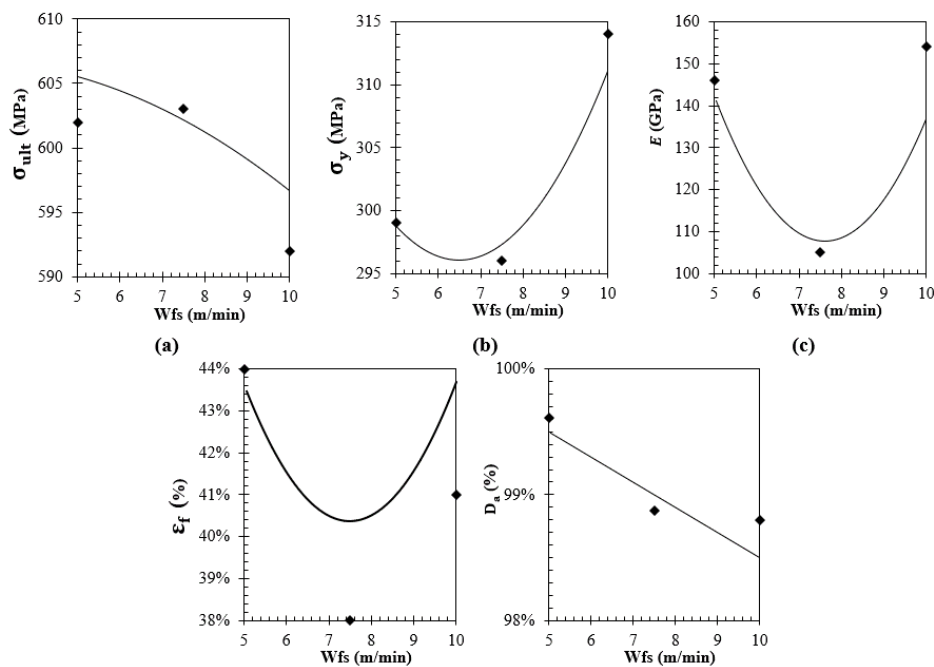 610
605
600
595
590
σult (MPa)
5 6 7 8 9 10
Wfs (m/min)
(a)
315
310
305
300
295
σy (MPa)
5 6 7 8 9 10
Wfs (m/min)
(b)
160
150
140
130
120
110
100
E (GPa)
5 6 7 8 9 10
Wfs (m/min)
(c)
44%
43%
42%
41%
40%
39%
38%
εf (%)
5 6 7 8 9 10
Wfs (m/min)
100%
99%
98%
Da (%)
5 6 7 8 9 10
Wfs (m/min)